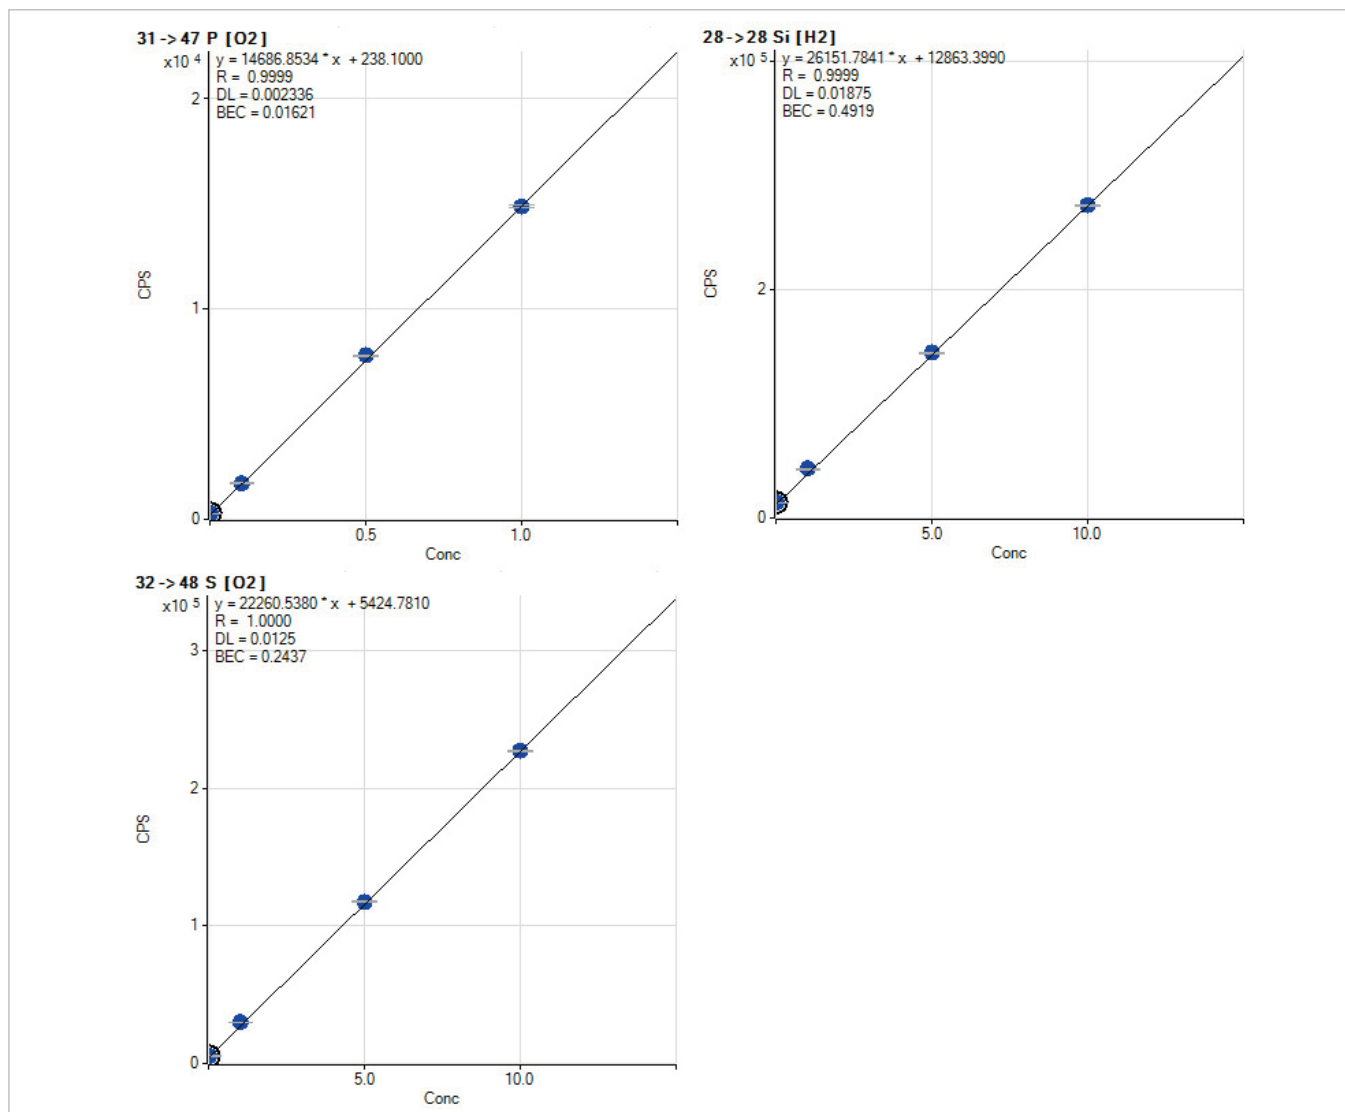 31->47 P [O2]
x10 4
y = 14686.8534 * x + 238.1000
R = 0.9999
DL = 0.002336
BEC = 0.01621
2
1
0
CPS
0.5
1.0
Conc
28->28 Si [H2]
x10 5
y = 26151.7841 * x + 12863.3990
R = 0.9999
DL = 0.01875
BEC = 0.4919
2
0
CPS
5.0
10.0
Conc
32->48 S [O2]
x10 5
y = 22260.5380 * x + 5424.7810
R = 1.0000
DL = 0.0125
BEC = 0.2437
3
2
1
0
CPS
5.0
10.0
Conc